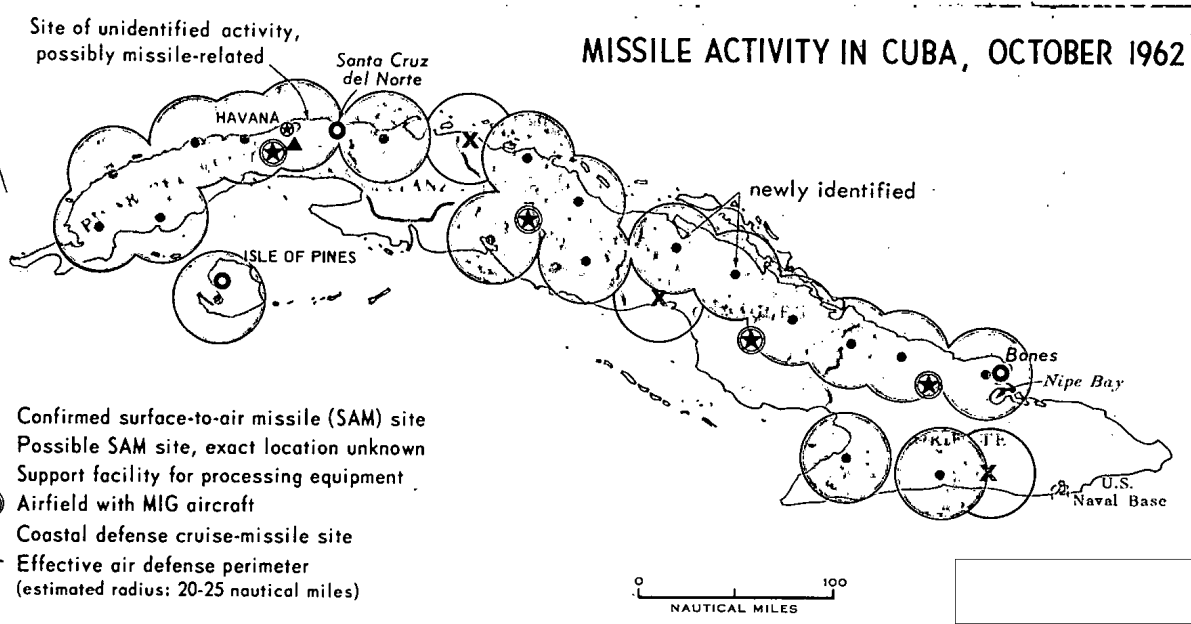 Site of unidentified activity,
possibly missile-related
MISSILE ACTIVITY IN CUBA, OCTOBER 1962
Santa Cruz
del Norte
HAVANA
X
newly identified
ISLE OF PINES
X
Banes
Nipe Bay
X
U.S.
Naval Base
Confirmed surface-to-air missile (SAM) site
Possible SAM site, exact location unknown
Support facility for processing equipment
Airfield with MIG aircraft
Coastal defense cruise-missile site
Effective air defense perimeter
(estimated radius: 20-25 nautical miles)
0 100
NAUTICAL MILES